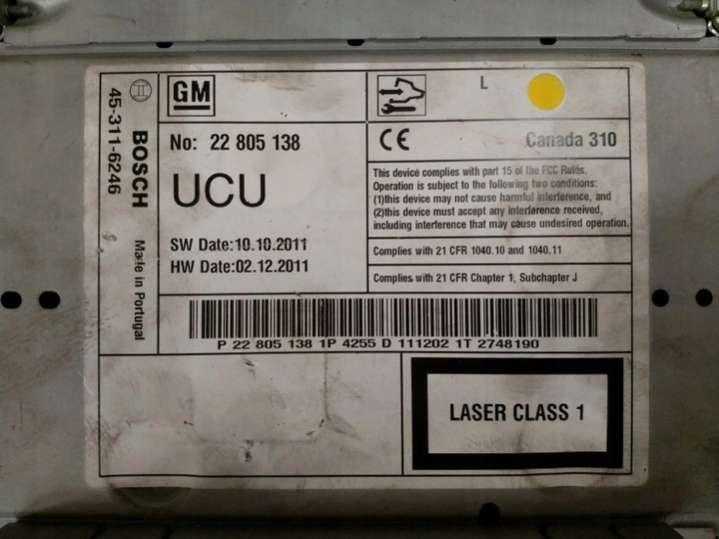 45-311-6246
BOSCH
Made in Portugal
GM
No: 22 805 138
UCU
SW Date:10.10.2011
HW Date:02.12.2011
L
CE
Canada 310
This device complies with part 15 of the FCC Rules.
Operation is subject to the following two conditions:
(1)this device may not cause harmful interference, and
(2)this device must accept any interference received,
including interference that may cause undesired operation.
Complies with 21 CFR 1040.10 and 1040.11
Complies with 21 CFR Chapter 1, Subchapter J
P 22 805 138 1P 4255 D 111202 1T 2748190
LASER CLASS 1